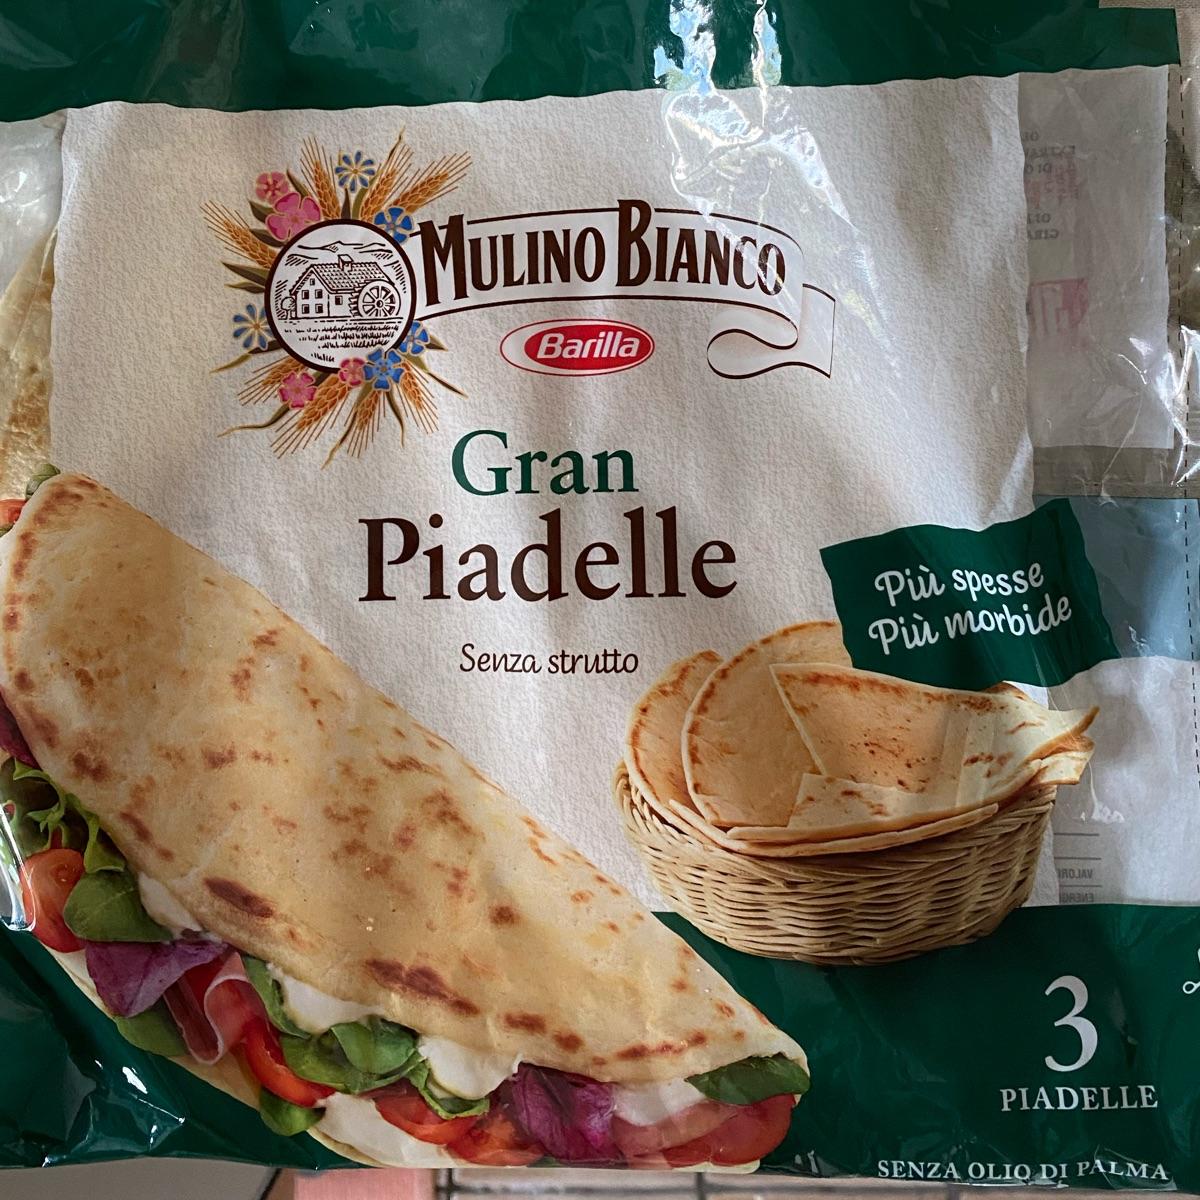 MULINO BIANCO
Barilla
Gran
Piadelle
Senza strutto
Più spesse
Più morbide
3
PIADELLE
SENZA OLIO DI PALMA